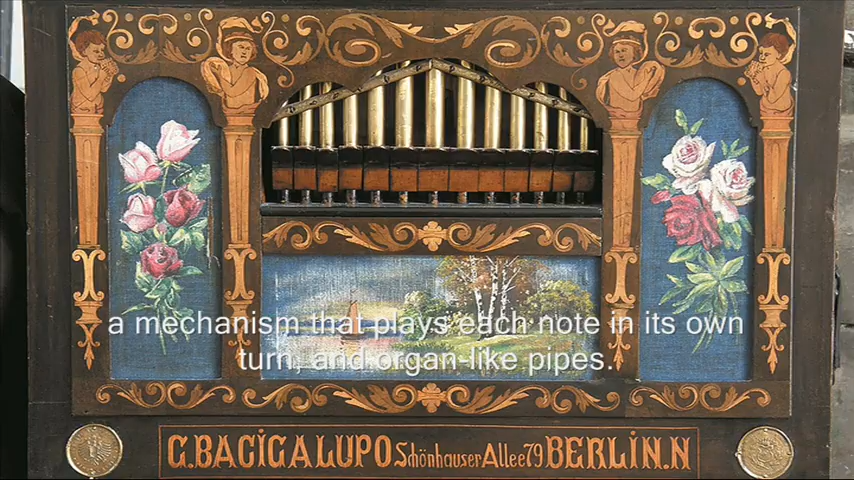 a mechanism that plays each note in its own
turn, and organ-like pipes.
G.BACIGALUPO Schönhauser Allee 79 BERLIN.N